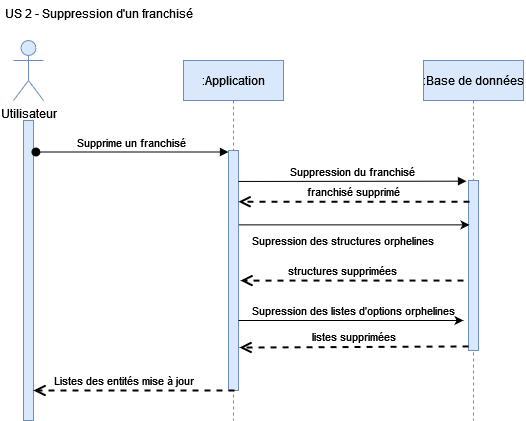 US 2 - Suppression d'un franchisé
:Application
:Base de données
Utilisateur
Supprime un franchisé
Suppression du franchisé
franchisé supprimé
Supression des structures orphelines
structures supprimées
Supression des listes d'options orphelines
listes supprimées
Listes des entités mise à jour